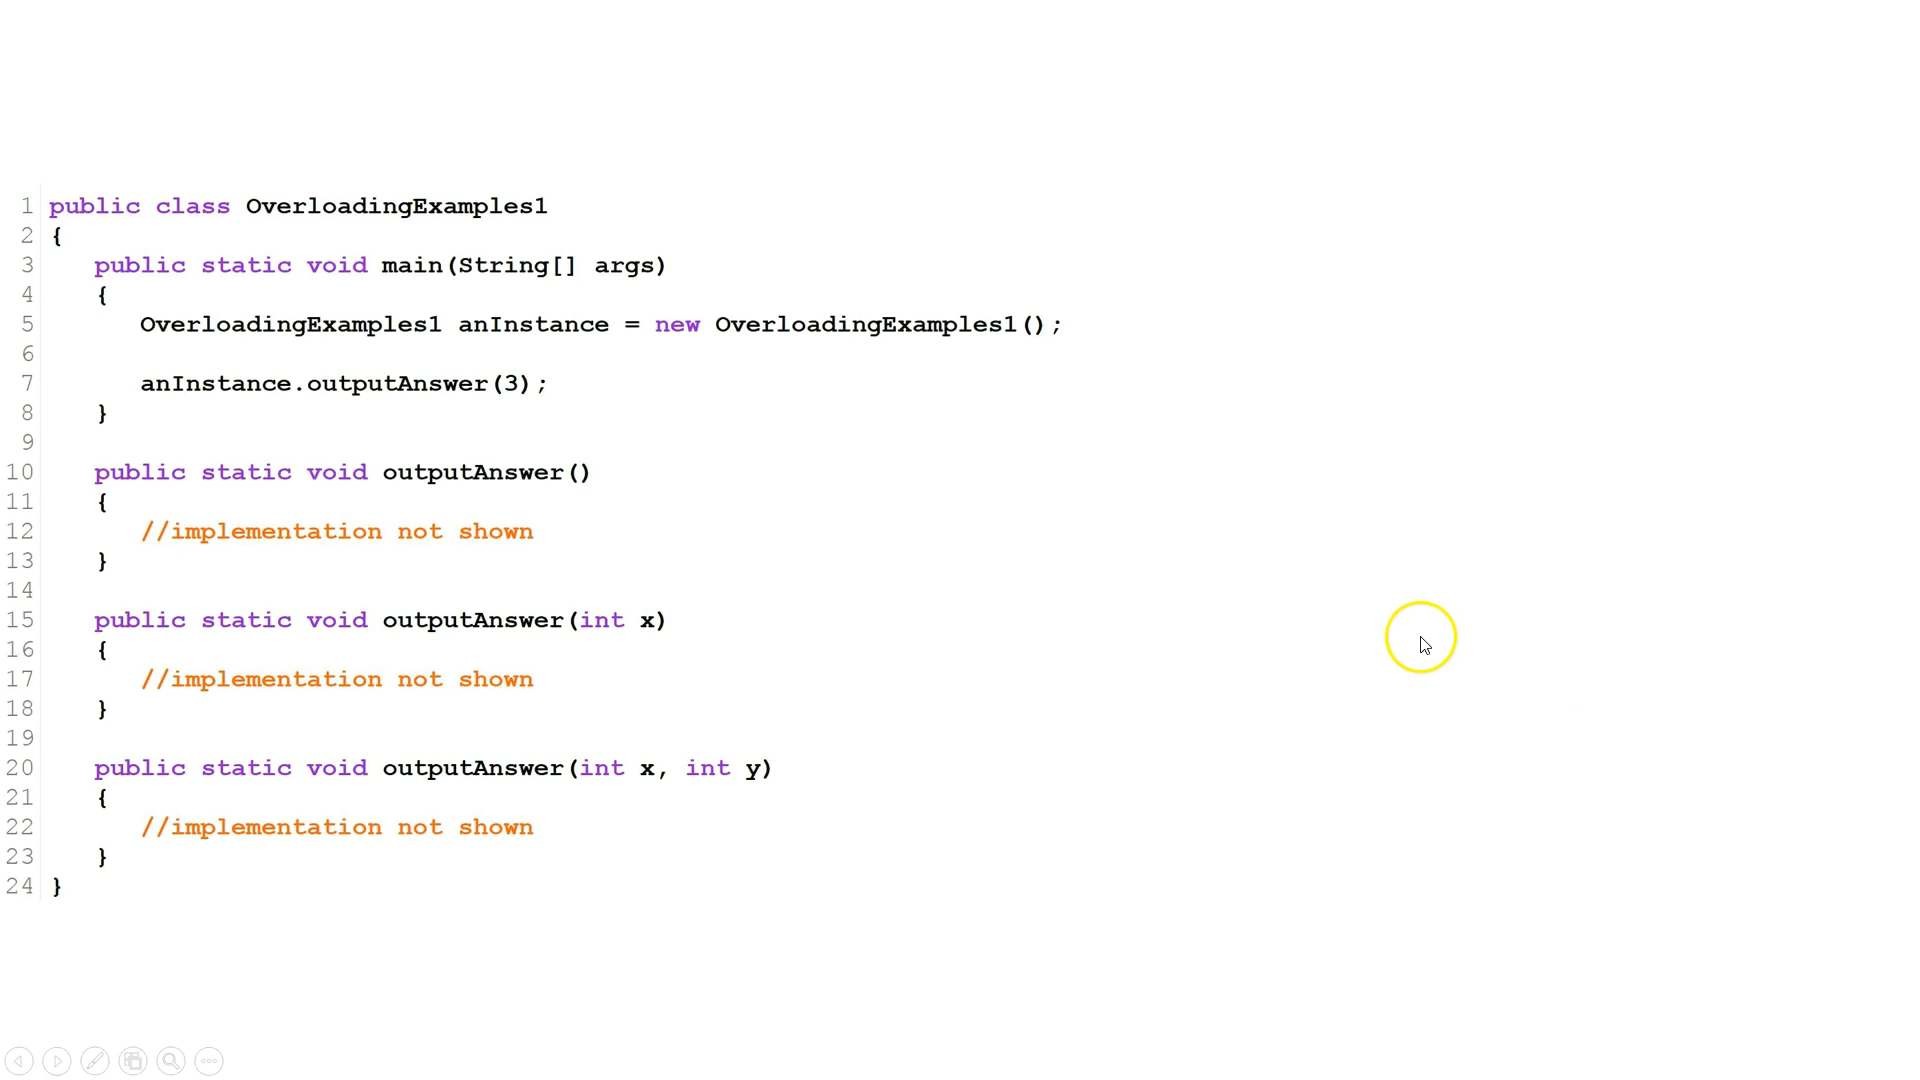 1 public class OverloadingExamples1
2 {
3 public static void main(String[] args)
4 {
5 OverloadingExamples1 anInstance = new OverloadingExamples1();
6
7 anInstance.outputAnswer(3);
8 }
9
10 public static void outputAnswer()
11 {
12 //implementation not shown
13 }
14
15 public static void outputAnswer(int x)
16 {
17 //implementation not shown
18 }
19
20 public static void outputAnswer(int x, int y)
21 {
22 //implementation not shown
23 }
24 }